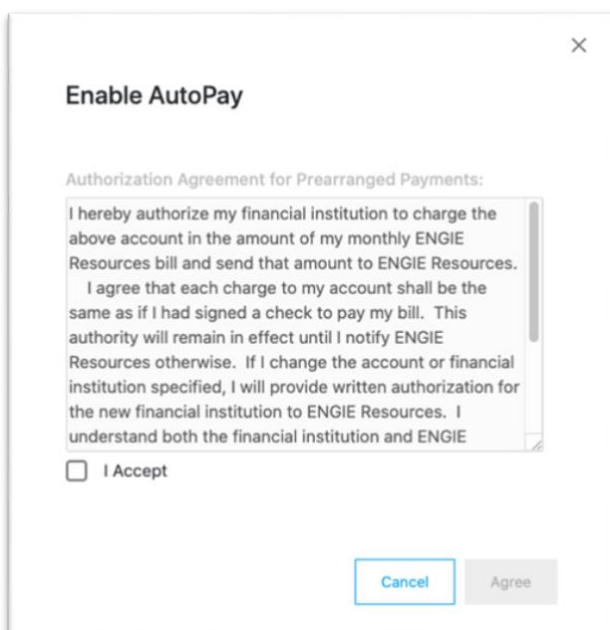 Enable AutoPay
Authorization Agreement for Prearranged Payments:
I hereby authorize my financial institution to charge the
above account in the amount of my monthly ENGIE
Resources bill and send that amount to ENGIE Resources.
I agree that each charge to my account shall be the
same as if I had signed a check to pay my bill.  This
authority will remain in effect until I notify ENGIE
Resources otherwise.  If I change the account or financial
institution specified, I will provide written authorization for
the new financial institution to ENGIE Resources.  I
understand both the financial institution and ENGIE
I Accept
Cancel
Agree